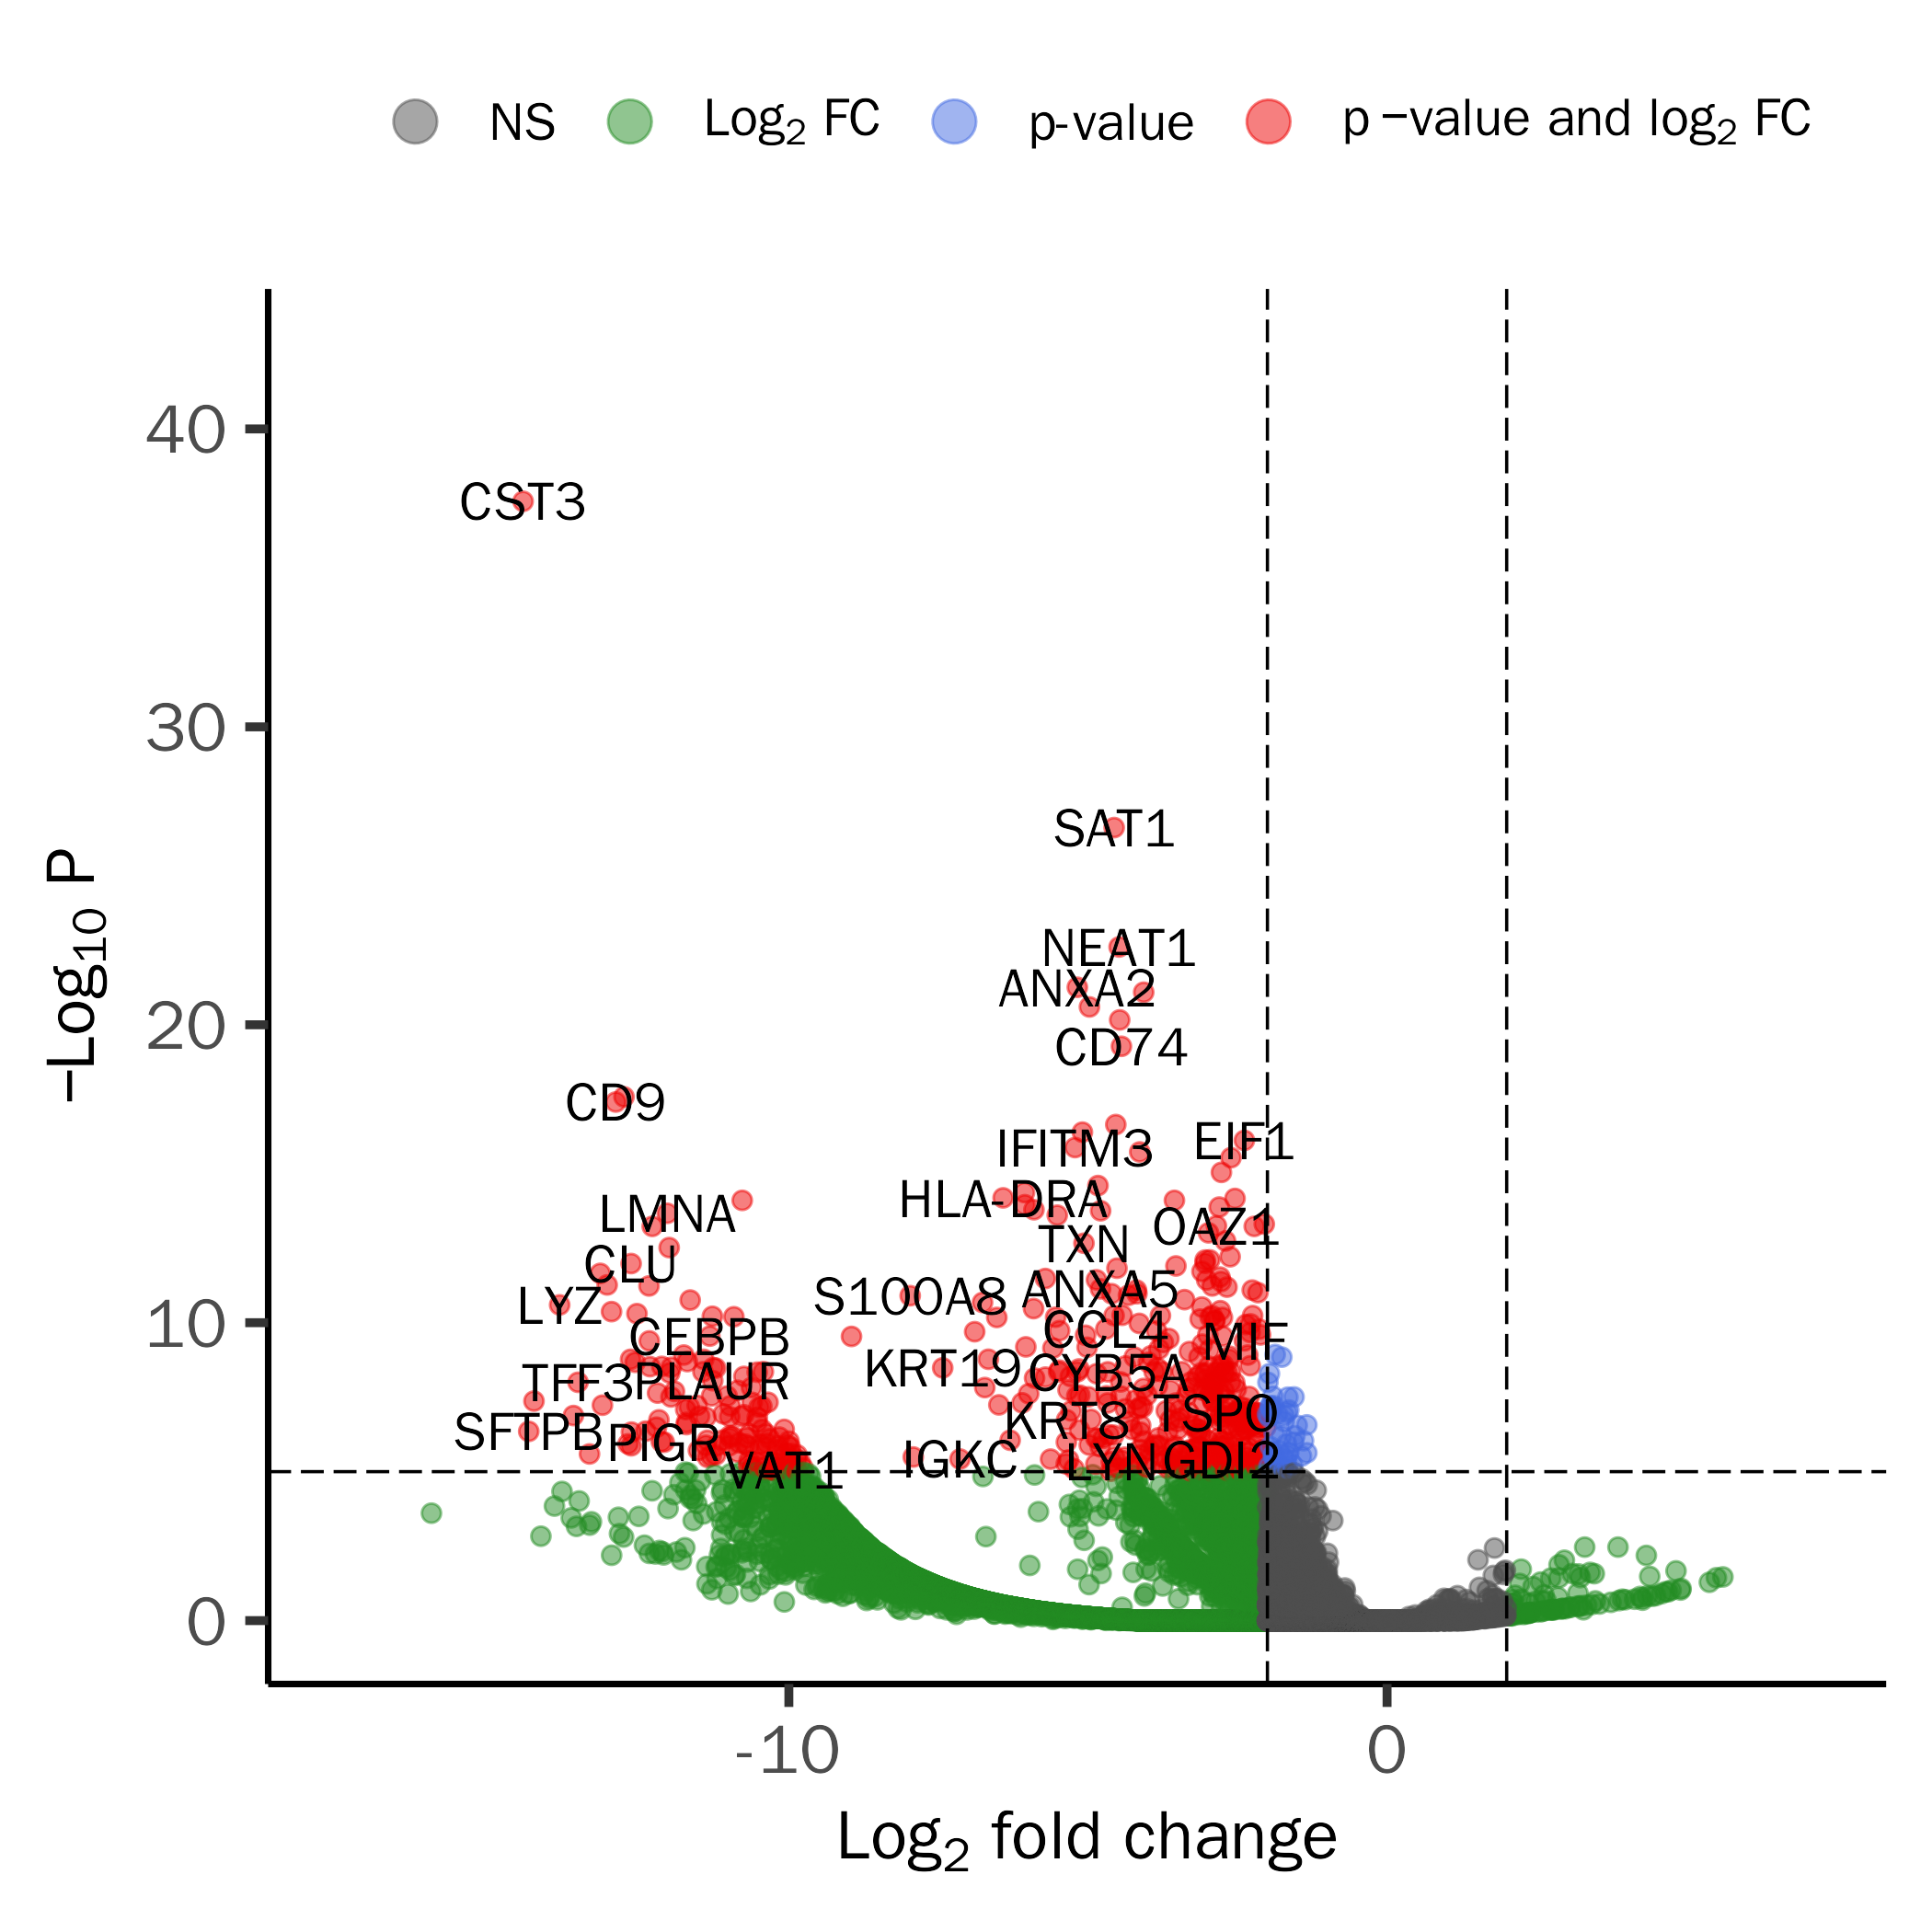 NS Log2 FC p-value p −value and log2 FC
40
CST3
30
SAT1
NEAT1
ANXA2
20
CD74
CD9
IFITM3 EIF1
HLA-DRA
LMNA
OAZ1
TXN
CLU
S100A8 ANXA5
LYZ
10
CEBPB CCL4 MIF
KRT19 CYB5A
TFF3 PLAUR
TSPO
KRT8
SFTPB PIGR
IGKC LYN GDI2
VAT1
0
−Log10 P
-10 0
Log2 fold change